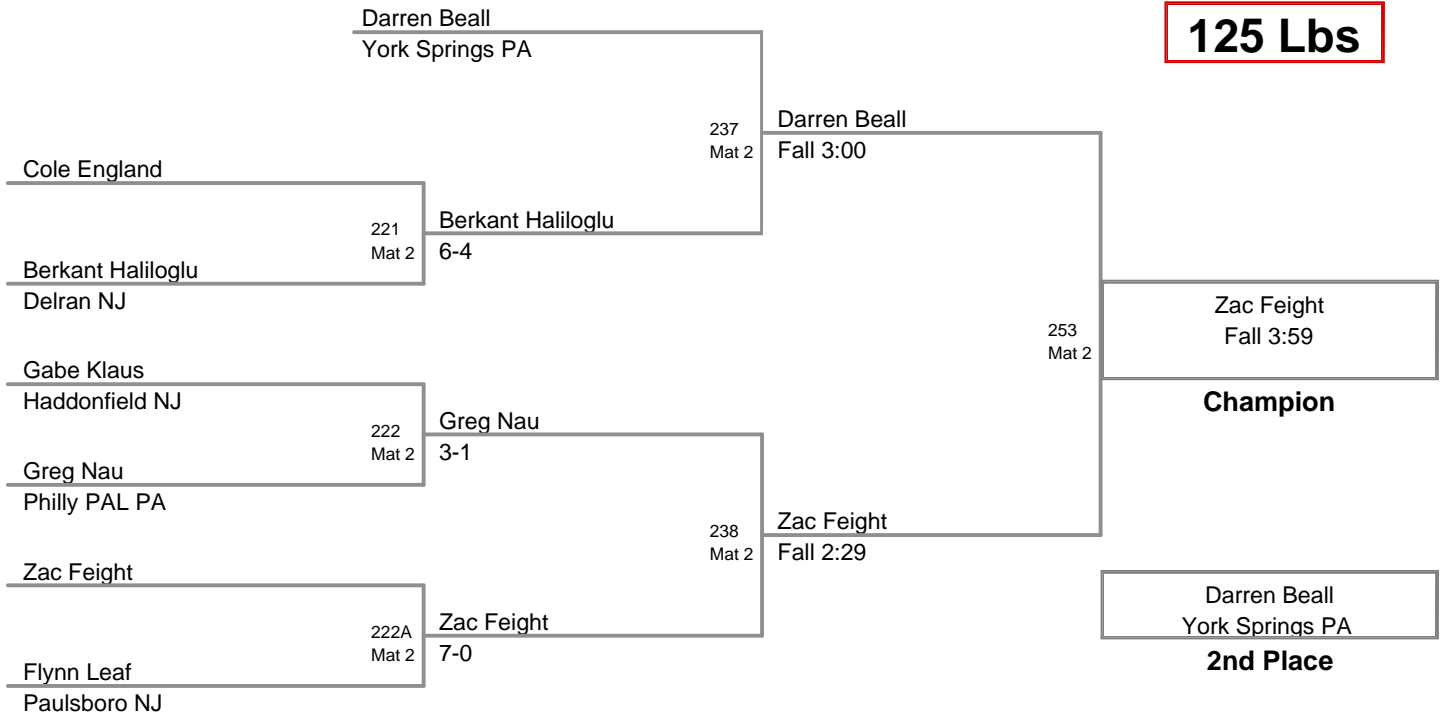 Darren Beall
York Springs PA
125 Lbs
237
Mat 2
Darren Beall
Fall 3:00
Cole England
221
Mat 2
Berkant Haliloglu
6-4
Berkant Haliloglu
Delran NJ
Zac Feight
Fall 3:59
253
Mat 2
Champion
Gabe Klaus
Haddonfield NJ
222
Mat 2
Greg Nau
3-1
Greg Nau
Philly PAL PA
238
Mat 2
Zac Feight
Fall 2:29
Zac Feight
222A
Mat 2
Zac Feight
7-0
Darren Beall
York Springs PA
2nd Place
Flynn Leaf
Paulsboro NJ